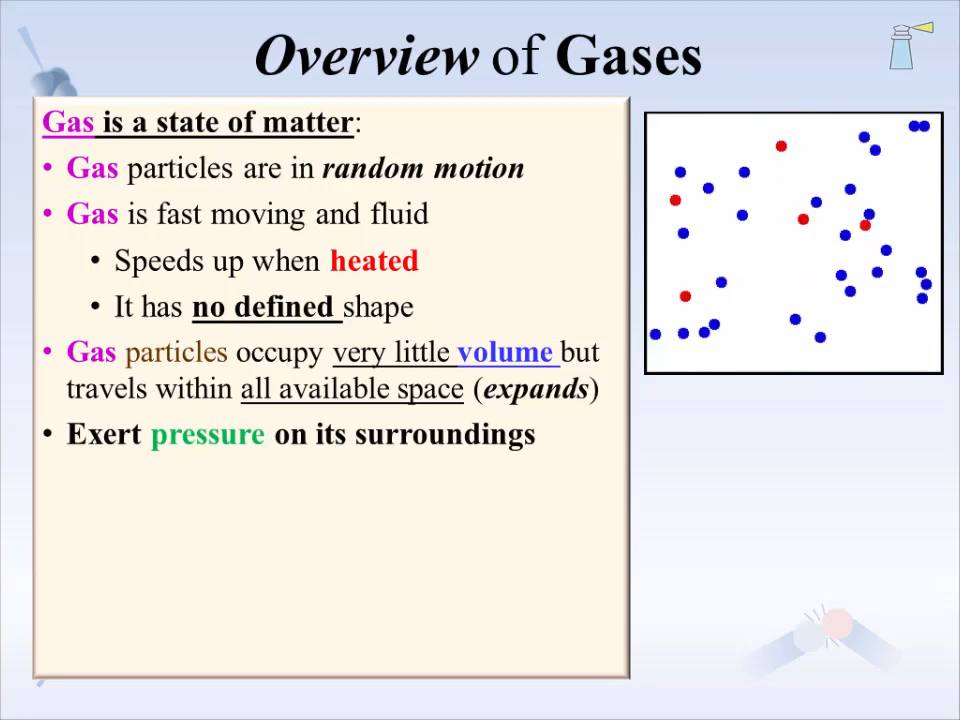 Overview of Gases
Gas is a state of matter:
• Gas particles are in random motion
• Gas is fast moving and fluid
• Speeds up when heated
• It has no defined shape
• Gas particles occupy very little volume but
travels within all available space (expands)
• Exert pressure on its surroundings